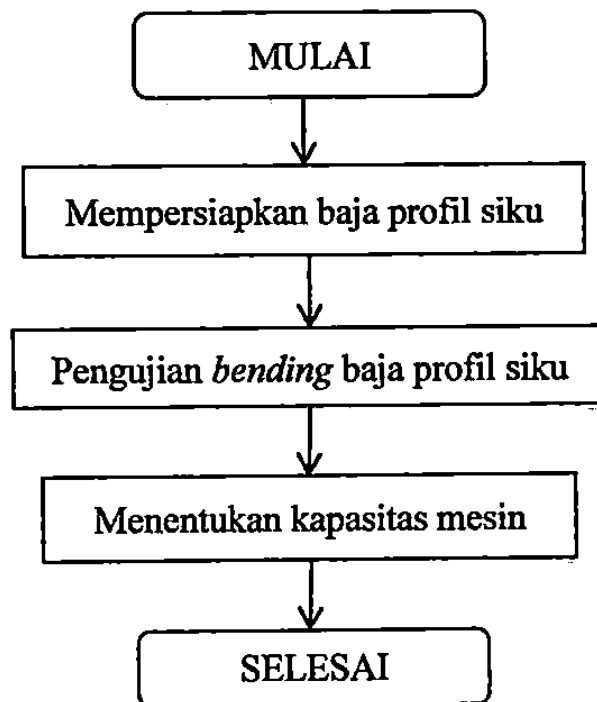 MULAI
Mempersiapkan baja profil siku
Pengujian bending baja profil siku
Menentukan kapasitas mesin
SELESAI